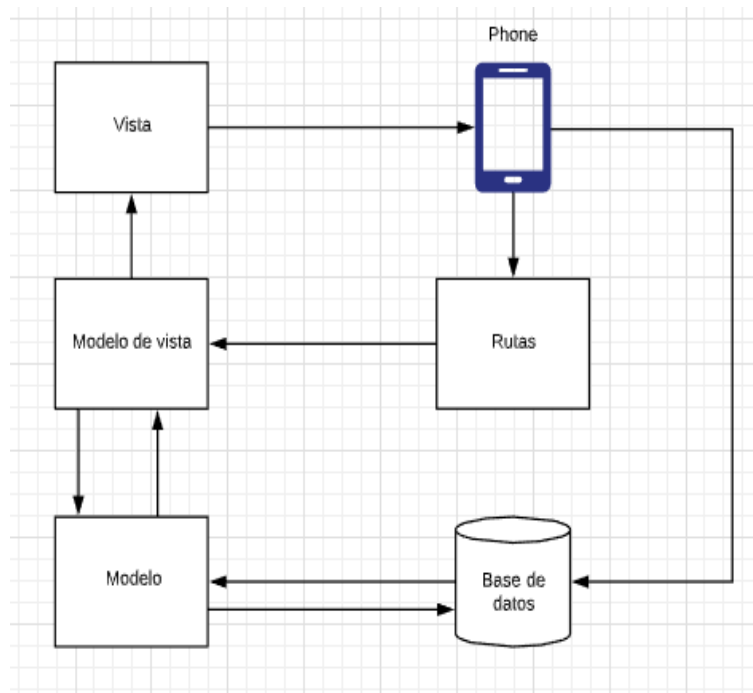 Phone
Vista
Modelo de vista
Rutas
Modelo
Base de
datos